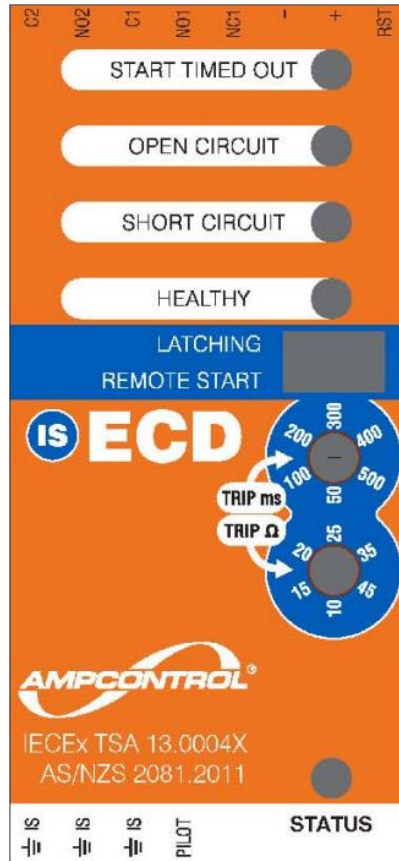 C2 NO2 C1 NO1 NC1 - + RST
START TIMED OUT
OPEN CIRCUIT
SHORT CIRCUIT
HEALTHY
LATCHING
REMOTE START
IS ECD
50 100 200 300 400 500
TRIP ms
TRIP Ω
10 15 20 25 35 45
AMPCONTROL®
IECEx TSA 13.0004X
AS/NZS 2081.2011
IS IS IS PILOT STATUS